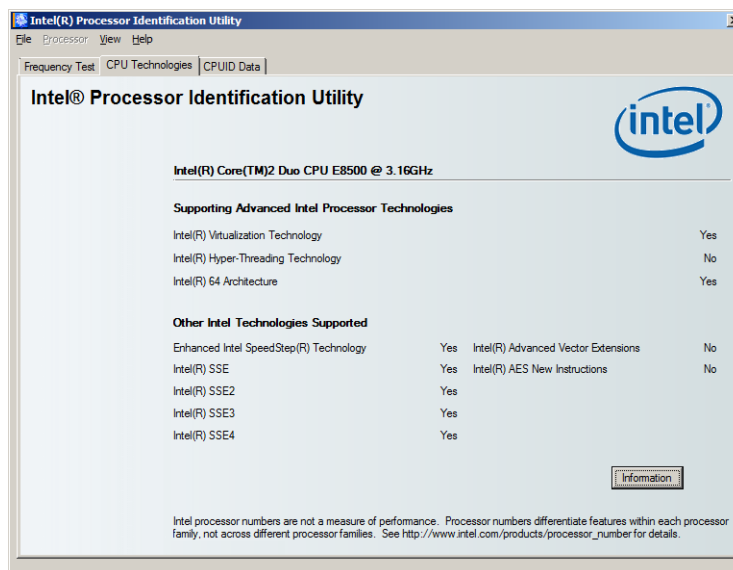 Intel(R) Processor Identification Utility
File Processor View Help
Frequency Test CPU Technologies CPUID Data
Intel® Processor Identification Utility
intel
Intel(R) Core(TM)2 Duo CPU E8500 @ 3.16GHz
Supporting Advanced Intel Processor Technologies
Intel(R) Virtualization Technology Yes
Intel(R) Hyper-Threading Technology No
Intel(R) 64 Architecture Yes
Other Intel Technologies Supported
Enhanced Intel SpeedStep(R) Technology Yes Intel(R) Advanced Vector Extensions No
Intel(R) SSE Yes Intel(R) AES New Instructions No
Intel(R) SSE2 Yes
Intel(R) SSE3 Yes
Intel(R) SSE4 Yes
Information
Intel processor numbers are not a measure of performance. Processor numbers differentiate features within each processor
family, not across different processor families. See http://www.intel.com/products/processor_number for details.